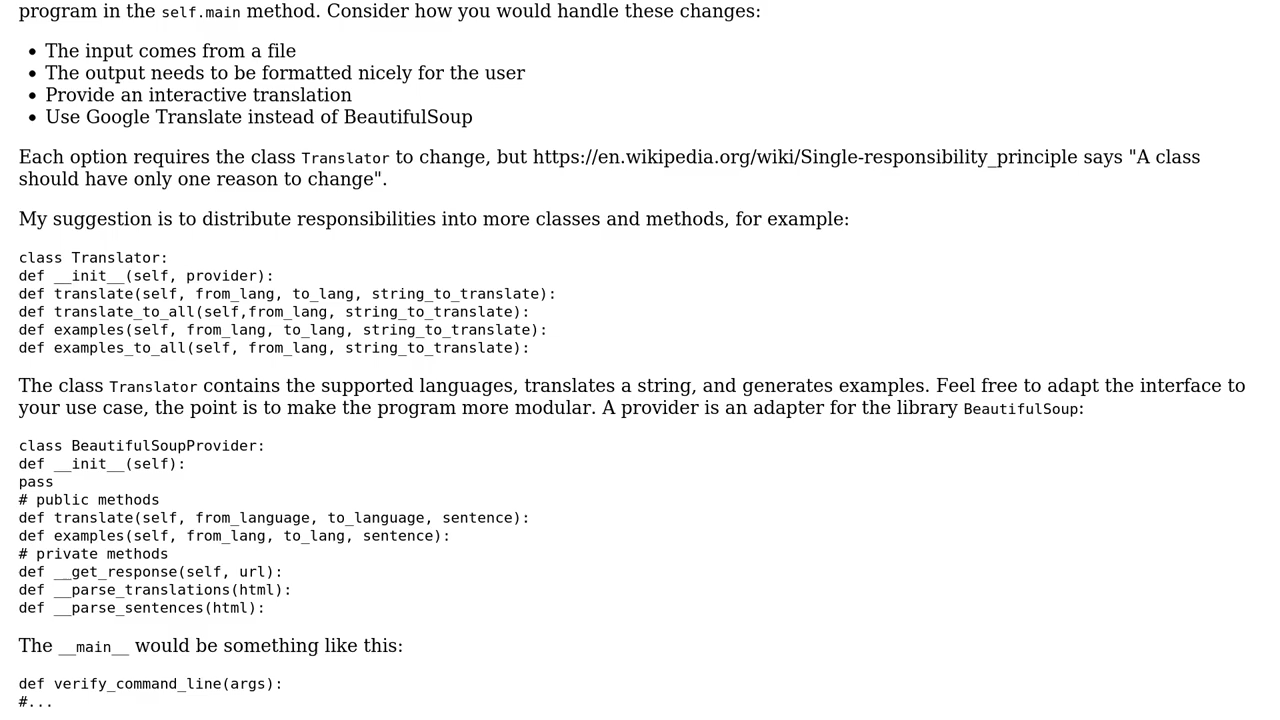 program in the self.main method. Consider how you would handle these changes:
• The input comes from a file
• The output needs to be formatted nicely for the user
• Provide an interactive translation
• Use Google Translate instead of BeautifulSoup
Each option requires the class Translator to change, but https://en.wikipedia.org/wiki/Single-responsibility_principle says "A class
should have only one reason to change".
My suggestion is to distribute responsibilities into more classes and methods, for example:
class Translator:
def __init__(self, provider):
def translate(self, from_lang, to_lang, string_to_translate):
def translate_to_all(self,from_lang, string_to_translate):
def examples(self, from_lang, to_lang, string_to_translate):
def examples_to_all(self, from_lang, string_to_translate):
The class Translator contains the supported languages, translates a string, and generates examples. Feel free to adapt the interface to
your use case, the point is to make the program more modular. A provider is an adapter for the library BeautifulSoup:
class BeautifulSoupProvider:
def __init__(self):
pass
# public methods
def translate(self, from_language, to_language, sentence):
def examples(self, from_lang, to_lang, sentence):
# private methods
def __get_response(self, url):
def __parse_translations(html):
def __parse_sentences(html):
The __main__ would be something like this:
def verify_command_line(args):
#...